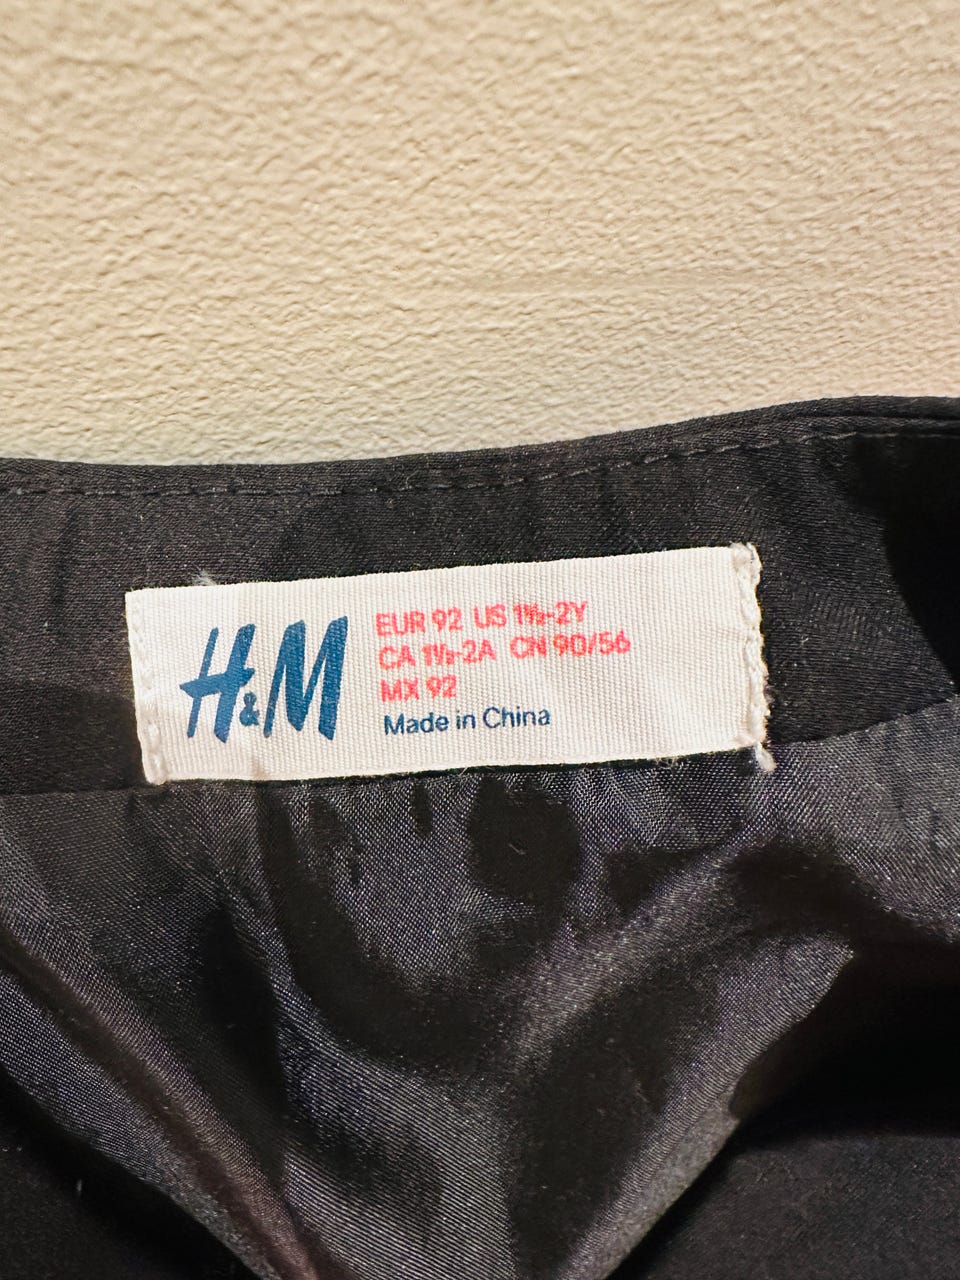 H&M
EUR 92 US 1½-2Y
CA 1½-2A CN 90/56
MX 92
Made in China